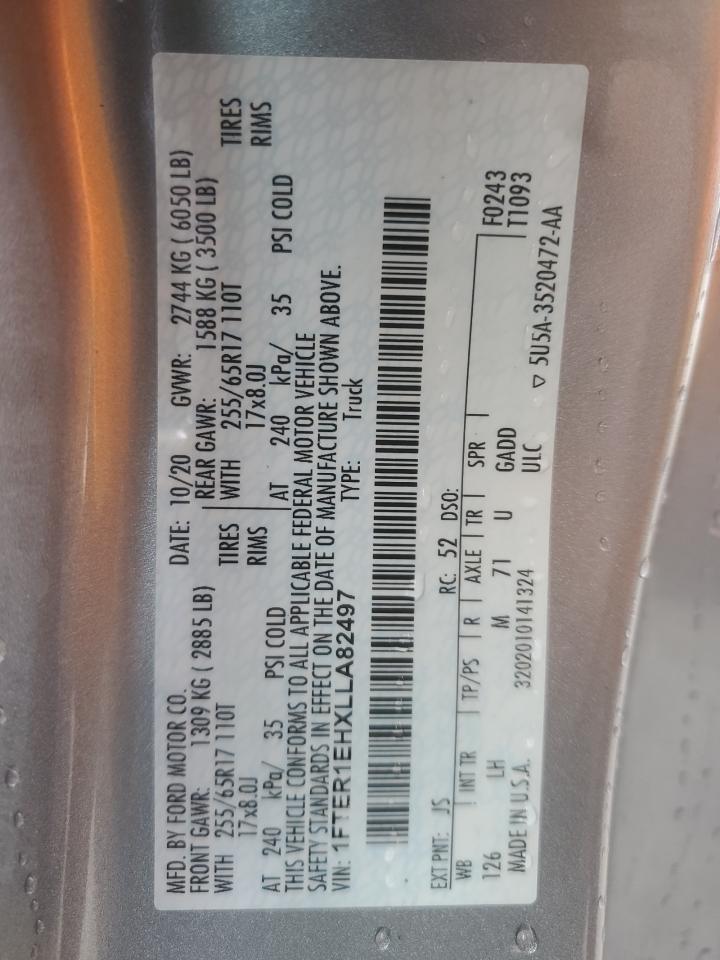 MFD. BY FORD MOTOR CO. DATE: 10/20 GVWR: 2744 KG ( 6050 LB)
FRONT GAWR: 1309 KG ( 2885 LB) REAR GAWR: 1588 KG ( 3500 LB)
WITH 255/65R17 110T TIRES WITH 255/65R17 110T TIRES
17x8.0J RIMS 17x8.0J RIMS
AT 240 kPa/ 35 PSI COLD AT 240 kPa/ 35 PSI COLD
THIS VEHICLE CONFORMS TO ALL APPLICABLE FEDERAL MOTOR VEHICLE
SAFETY STANDARDS IN EFFECT ON THE DATE OF MANUFACTURE SHOWN ABOVE.
VIN: 1FTER1EHXLLA82497 TYPE: Truck
EXT PNT: JS RC: 52 DSO:
WB INT TR TP/PS R AXLE TR SPR F0243
126 LH M 71 U GADD T1093
MADE IN U.S.A. 3202010141324 ULC
▽ 5U5A-3520472-AA